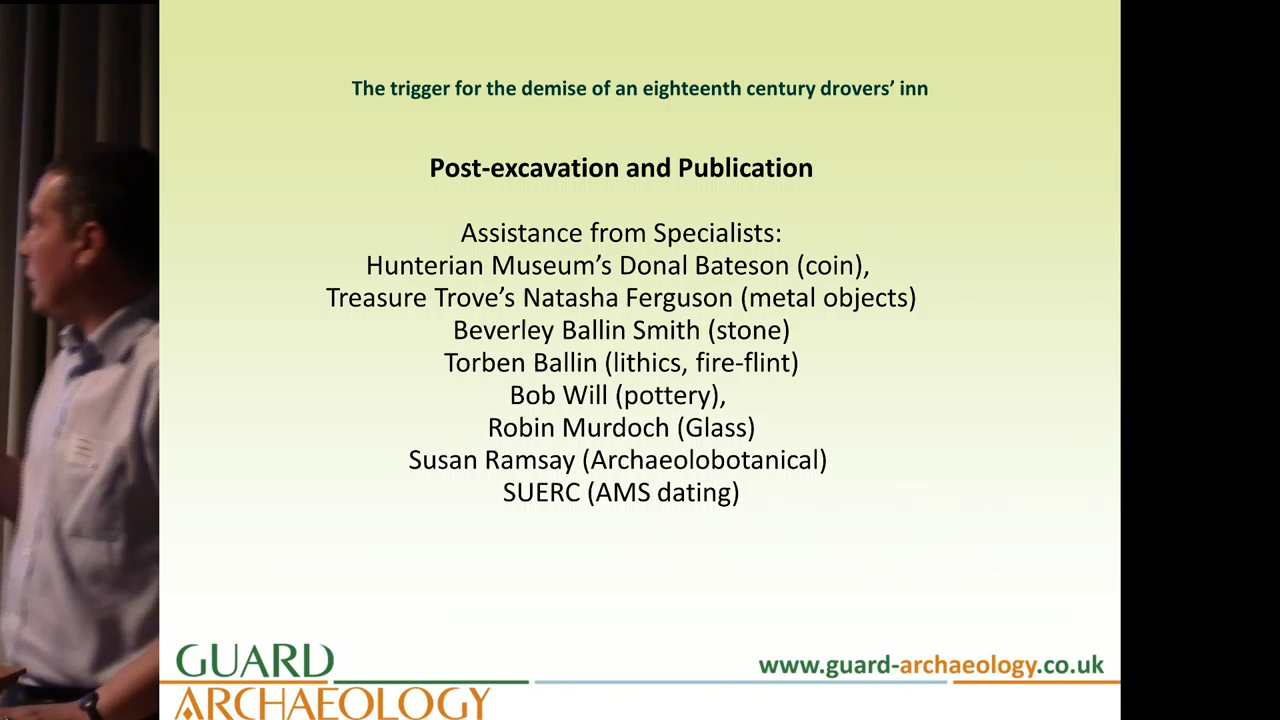 The trigger for the demise of an eighteenth century drovers’ inn
Post-excavation and Publication
Assistance from Specialists:
Hunterian Museum’s Donal Bateson (coin),
Treasure Trove’s Natasha Ferguson (metal objects)
Beverley Ballin Smith (stone)
Torben Ballin (lithics, fire-flint)
Bob Will (pottery),
Robin Murdoch (Glass)
Susan Ramsay (Archaeolobotanical)
SUERC (AMS dating)
GUARD
ARCHAEOLOGY
www.guard-archaeology.co.uk